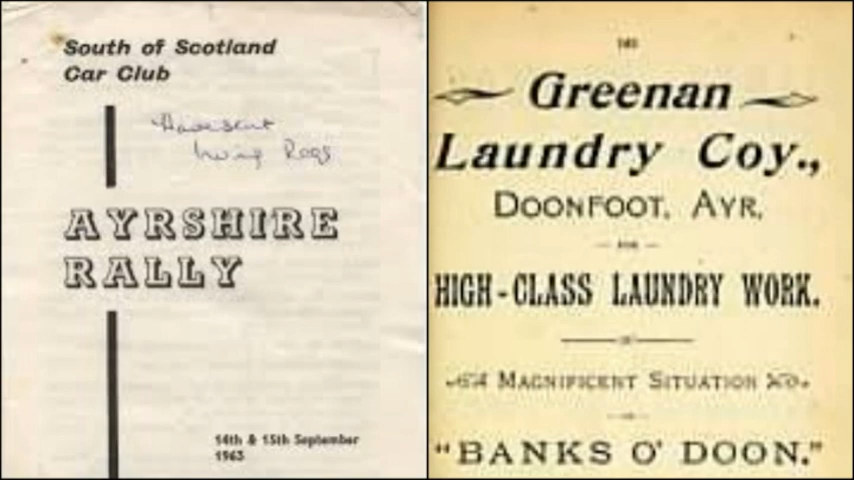 South of Scotland
Car Club
AYRSHIRE
RALLY
14th & 15th September
1963
Greenan
Laundry Coy.,
DOONFOOT, AYR,
FOR
HIGH-CLASS LAUNDRY WORK.
MAGNIFICENT SITUATION
"BANKS O' DOON."